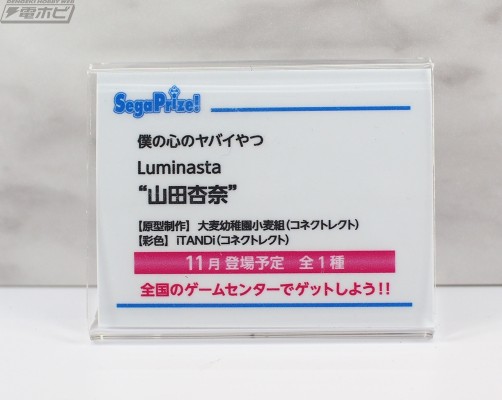 DENGEKI HOBBY WEB
電ホビ
SegaPrize!
僕の心のヤバイやつ
Luminasta
“山田杏奈”
【原型制作】 大麦幼稚園小麦組（コネクトレクト）
【彩色】 iTANDi（コネクトレクト）
11月登場予定 全1種
全国のゲームセンターでゲットしよう!!